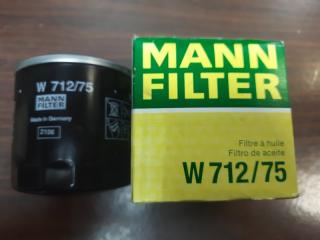 W 712/75
MANN
FILTER
Made in Germany
2106
MANN
FILTER
Filtre à huile
Filtro de aceite
W 712/75